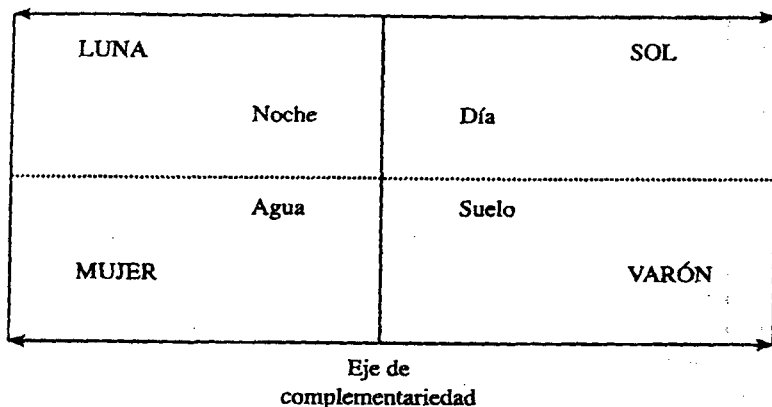 LUNA SOL
Noche Día
Agua Suelo
MUJER VARÓN
Eje de
complementariedad